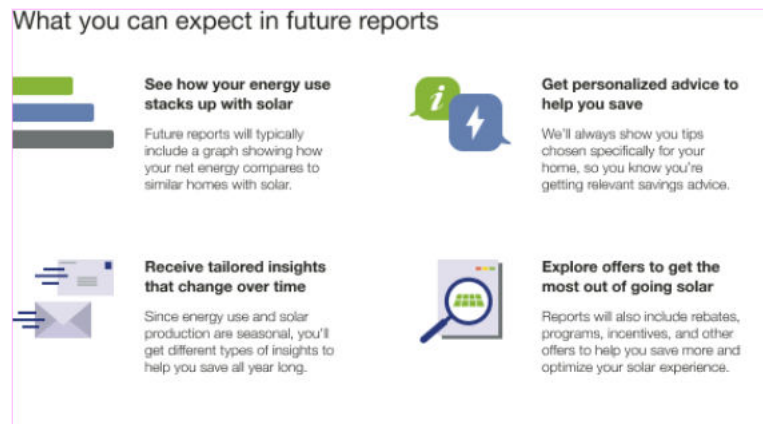 What you can expect in future reports
See how your energy use
stacks up with solar
Future reports will typically
include a graph showing how
your net energy compares to
similar homes with solar.
i
Get personalized advice to
help you save
We'll always show you tips
chosen specifically for your
home, so you know you're
getting relevant savings advice.
Receive tailored insights
that change over time
Since energy use and solar
production are seasonal, you'll
get different types of insights to
help you save all year long.
Explore offers to get the
most out of going solar
Reports will also include rebates,
programs, incentives, and other
offers to help you save more and
optimize your solar experience.